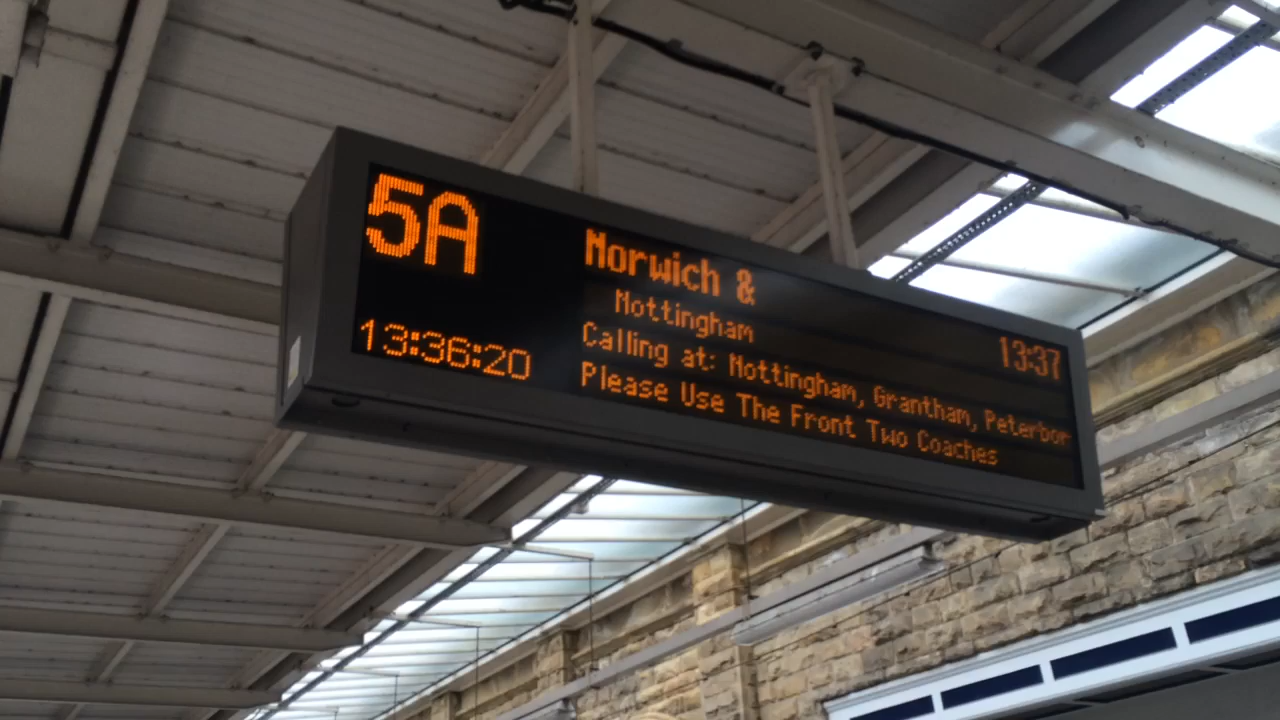 5A
13:36:20
Norwich &
Nottingham
13:37
Calling at: Nottingham, Grantham, Peterbor
Please Use The Front Two Coaches